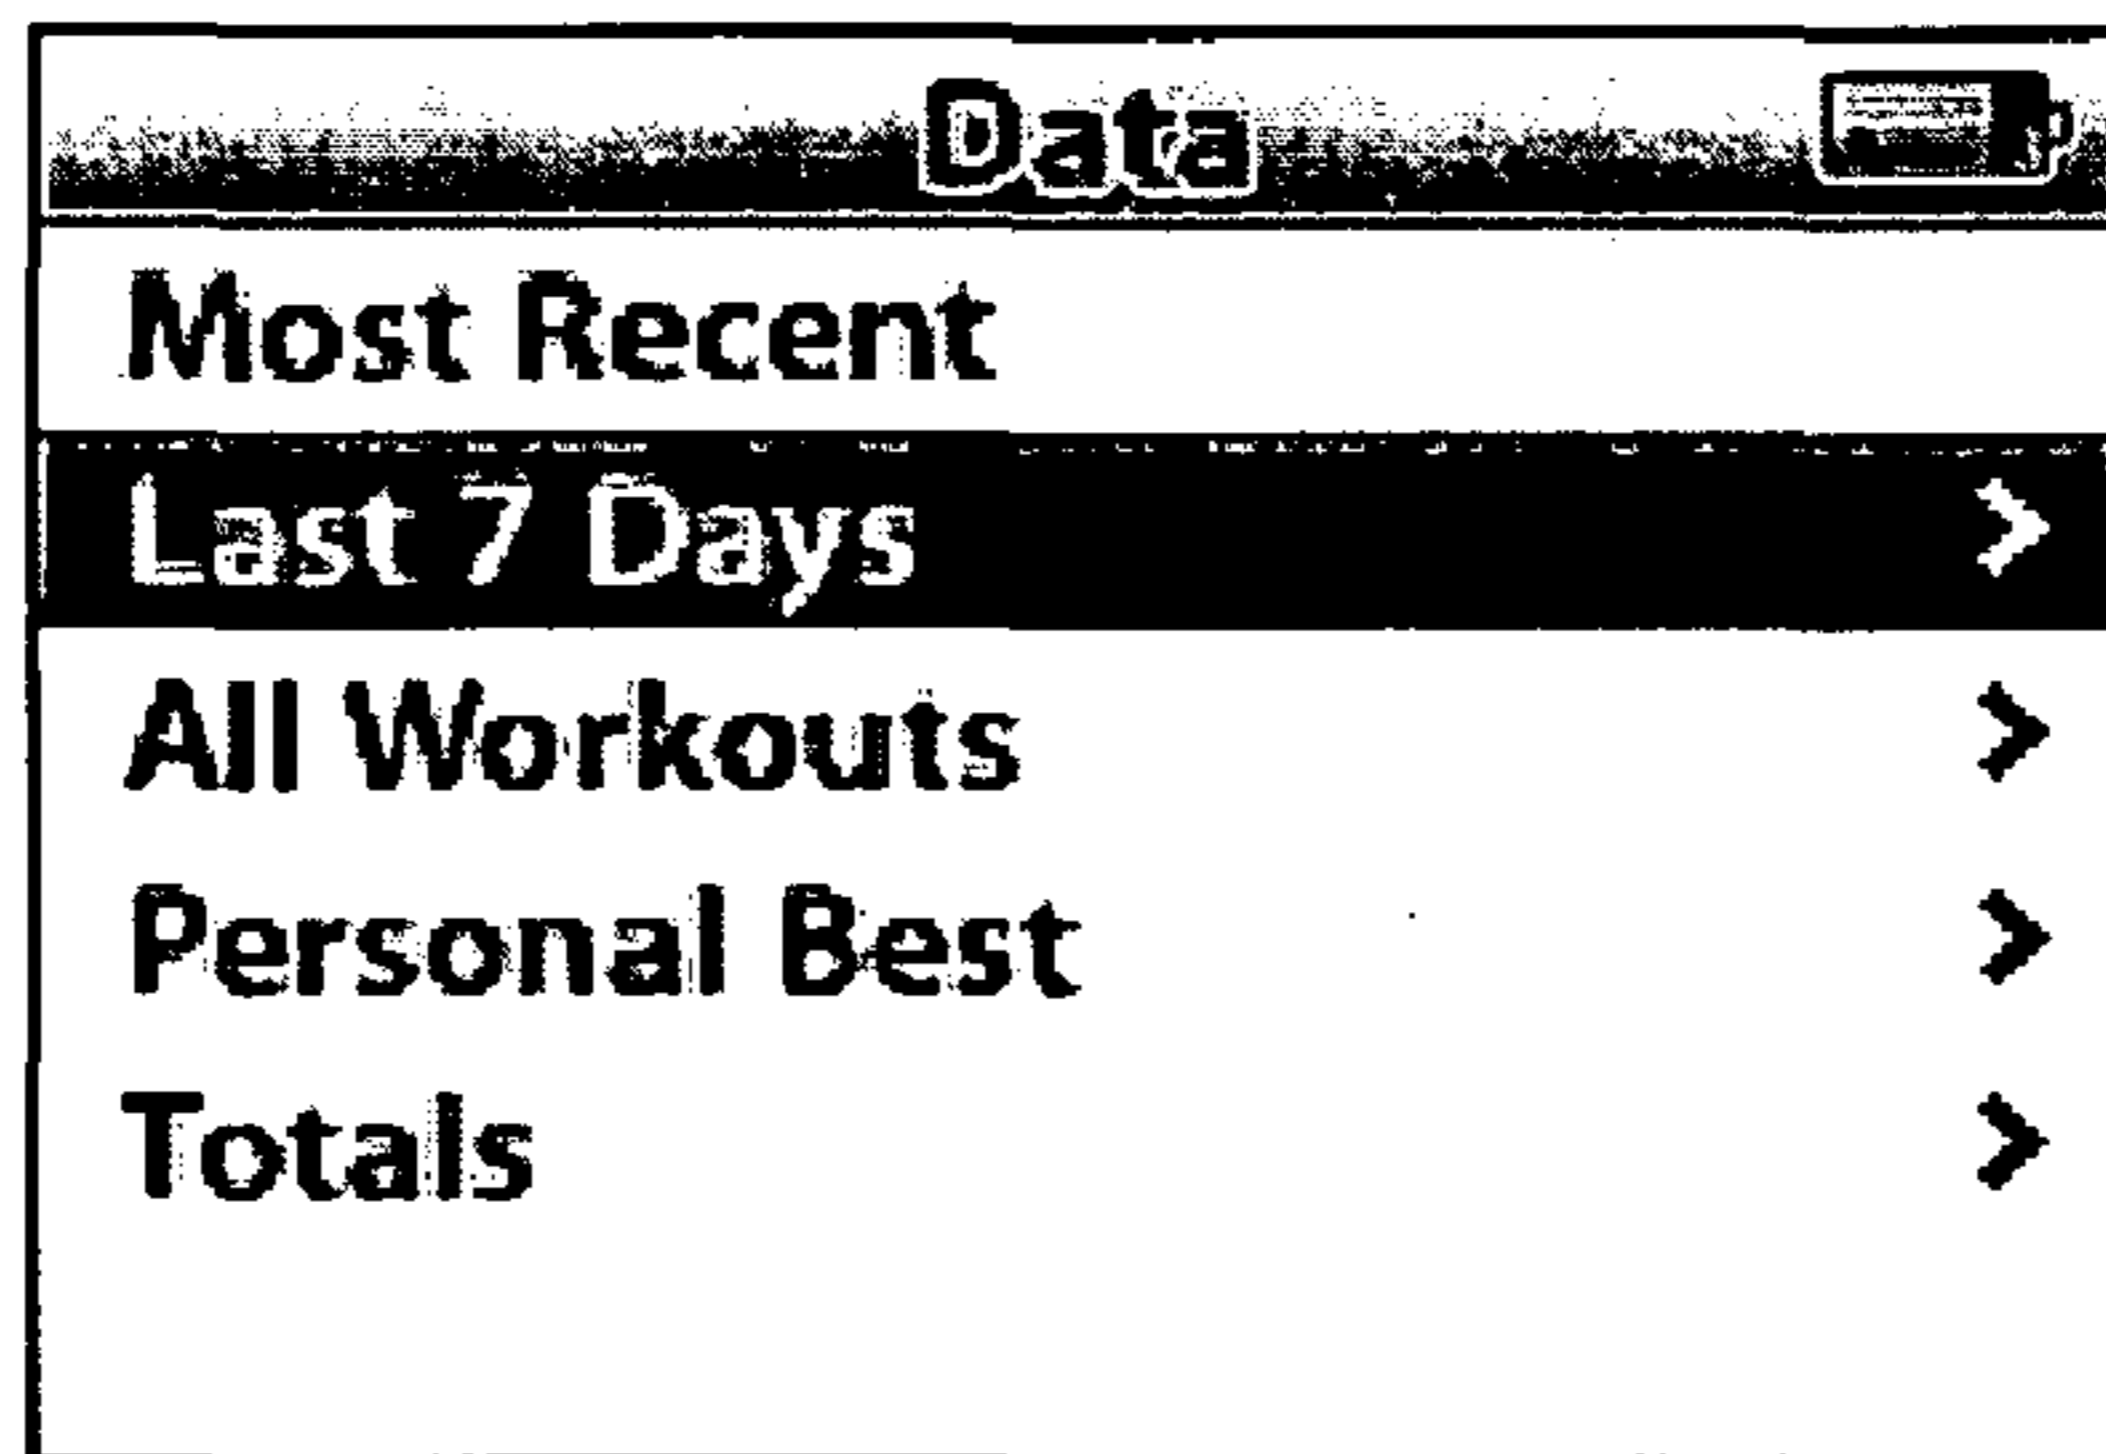 Data
Most Recent
Last 7 Days >
All Workouts >
Personal Best >
Totals >